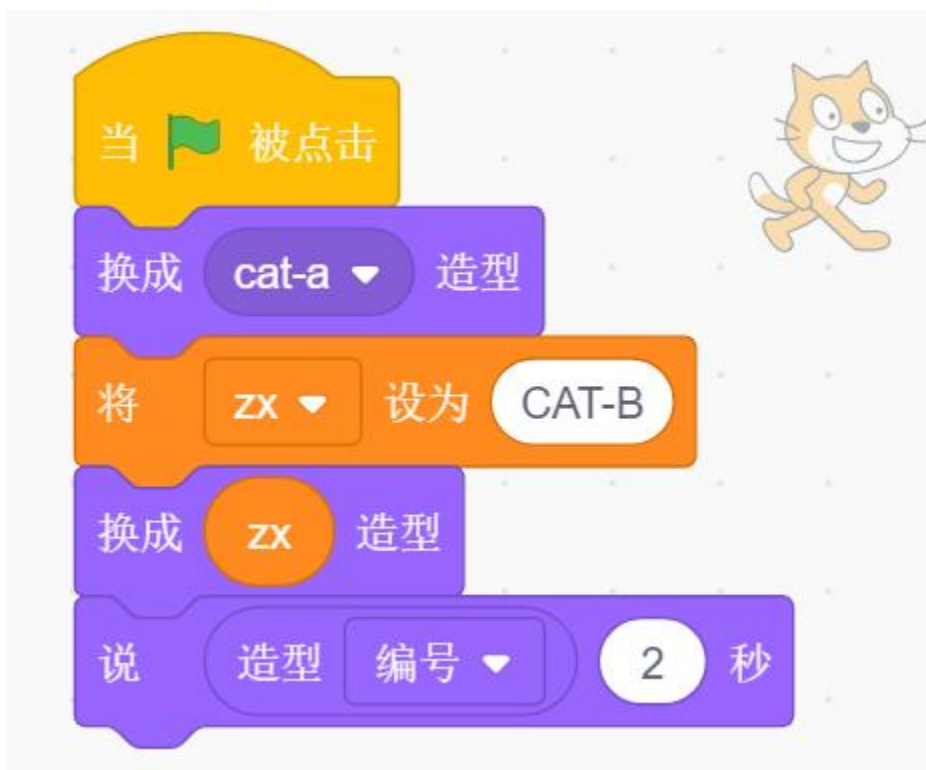 当 被点击
换成 cat-a 造型
将 zx 设为 CAT-B
换成 zx 造型
说 造型 编号 2 秒